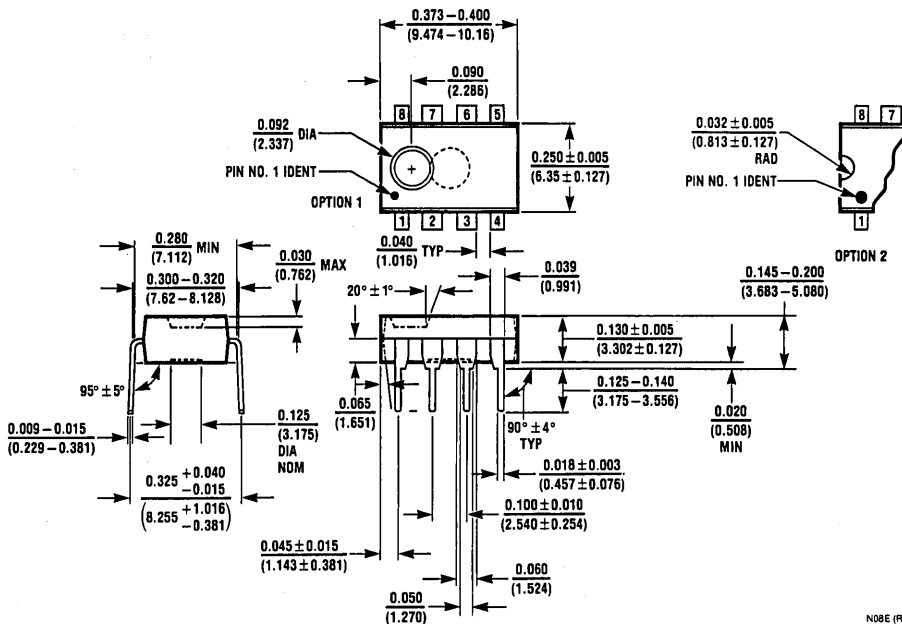 0.373–0.400
(9.474–10.16)
0.090
(2.286)
8 7 6 5
0.092 DIA
(2.337)
PIN NO. 1 IDENT
OPTION 1
1 2 3 4
0.250 ± 0.005
(6.35 ± 0.127)
8 7
0.032 ± 0.005
(0.813 ± 0.127)
RAD
PIN NO. 1 IDENT
1
OPTION 2
0.280 MIN
(7.112)
0.300–0.320
(7.62–8.128)
0.030 MAX
(0.762)
0.040 TYP
(1.016)
0.039
(0.991)
20° ± 1°
0.145–0.200
(3.683–5.080)
0.130 ± 0.005
(3.302 ± 0.127)
0.125–0.140
(3.175–3.556)
0.020
(0.508)
MIN
95° ± 5°
0.009–0.015
(0.229–0.381)
0.125
(3.175)
DIA
NOM
0.065
(1.651)
90° ± 4°
TYP
0.018 ± 0.003
(0.457 ± 0.076)
0.325 +0.040
−0.015
(8.255 +1.016
−0.381)
0.100 ± 0.010
(2.540 ± 0.254)
0.045 ± 0.015
(1.143 ± 0.381)
0.060
(1.524)
0.050
(1.270)
N08E (R